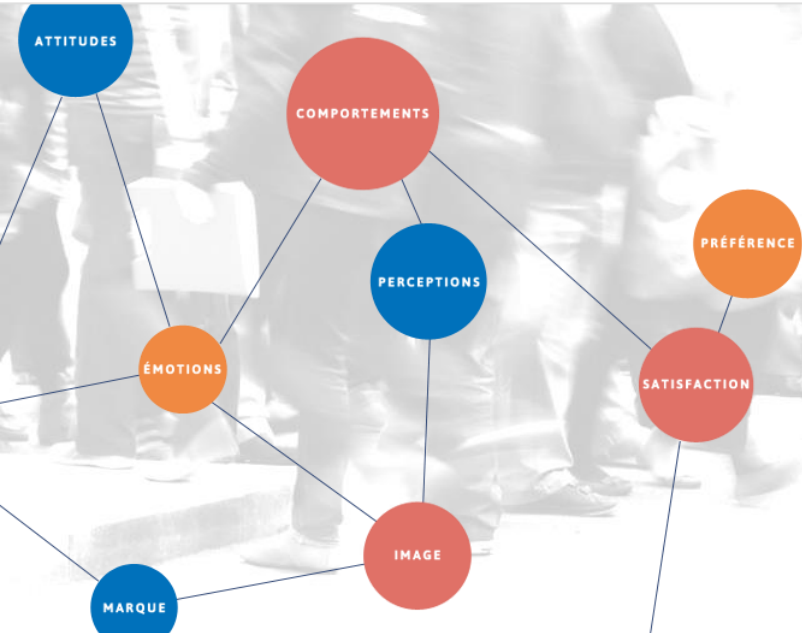 ATTITUDES
COMPORTEMENTS
PRÉFÉRENCE
PERCEPTIONS
ÉMOTIONS
SATISFACTION
IMAGE
MARQUE